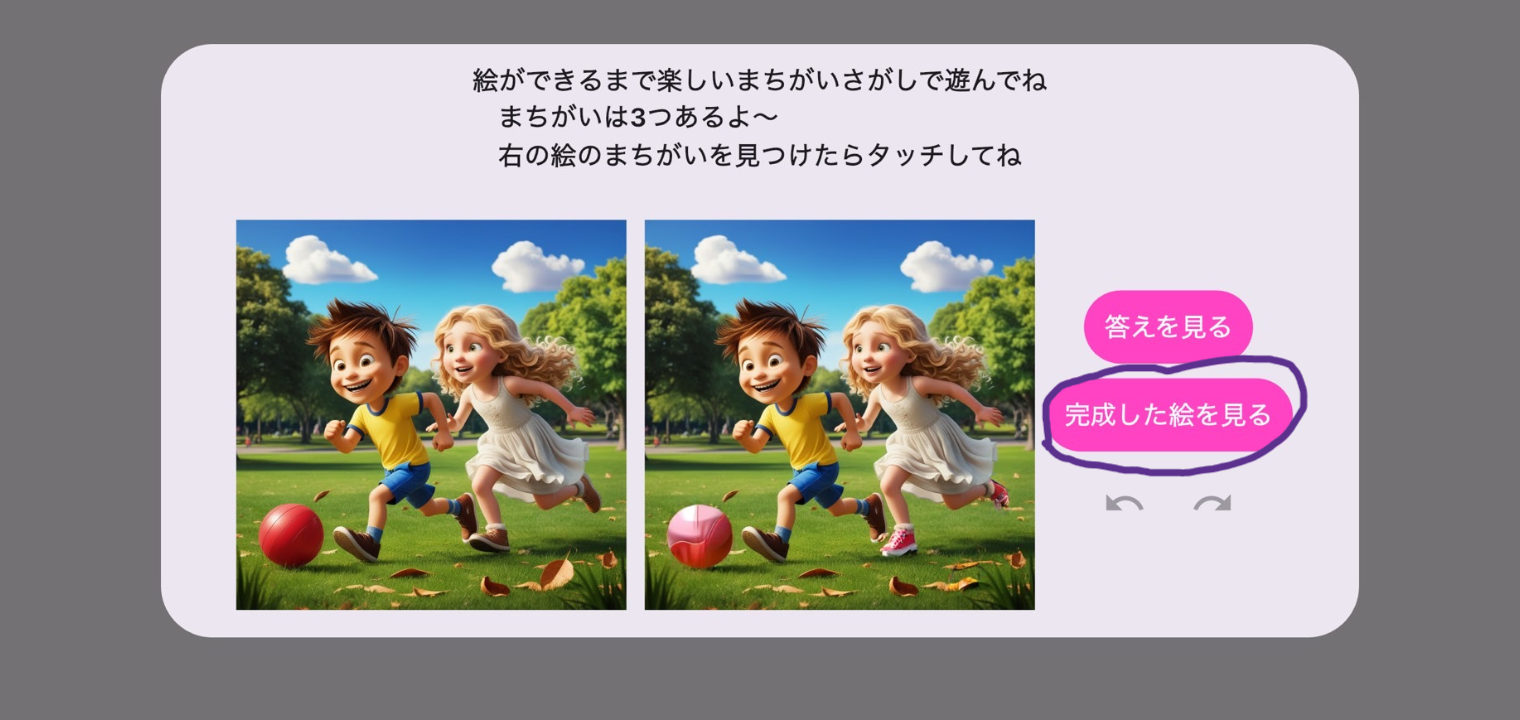 絵ができるまで楽しいまちがいさがしで遊んでね
まちがいは3つあるよ〜
右の絵のまちがいを見つけたらタッチしてね
答えを見る
完成した絵を見る